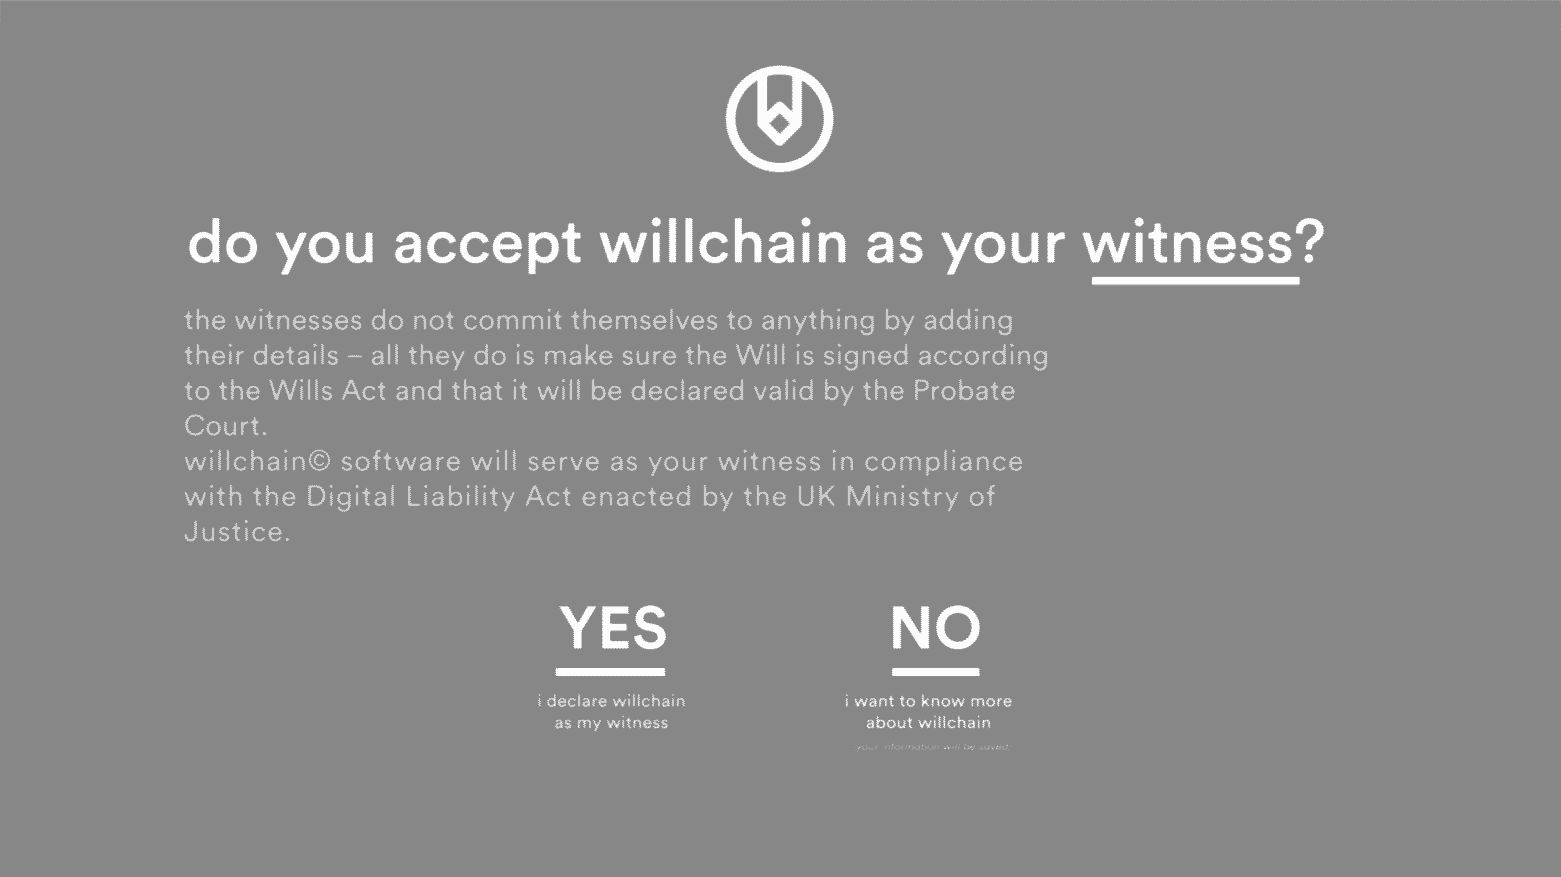 do you accept willchain as your witness?
the witnesses do not commit themselves to anything by adding
their details – all they do is make sure the Will is signed according
to the Wills Act and that it will be declared valid by the Probate
Court.
willchain© software will serve as your witness in compliance
with the Digital Liability Act enacted by the UK Ministry of
Justice.
YES
NO
i declare willchain
as my witness
i want to know more
about willchain
your information will be saved